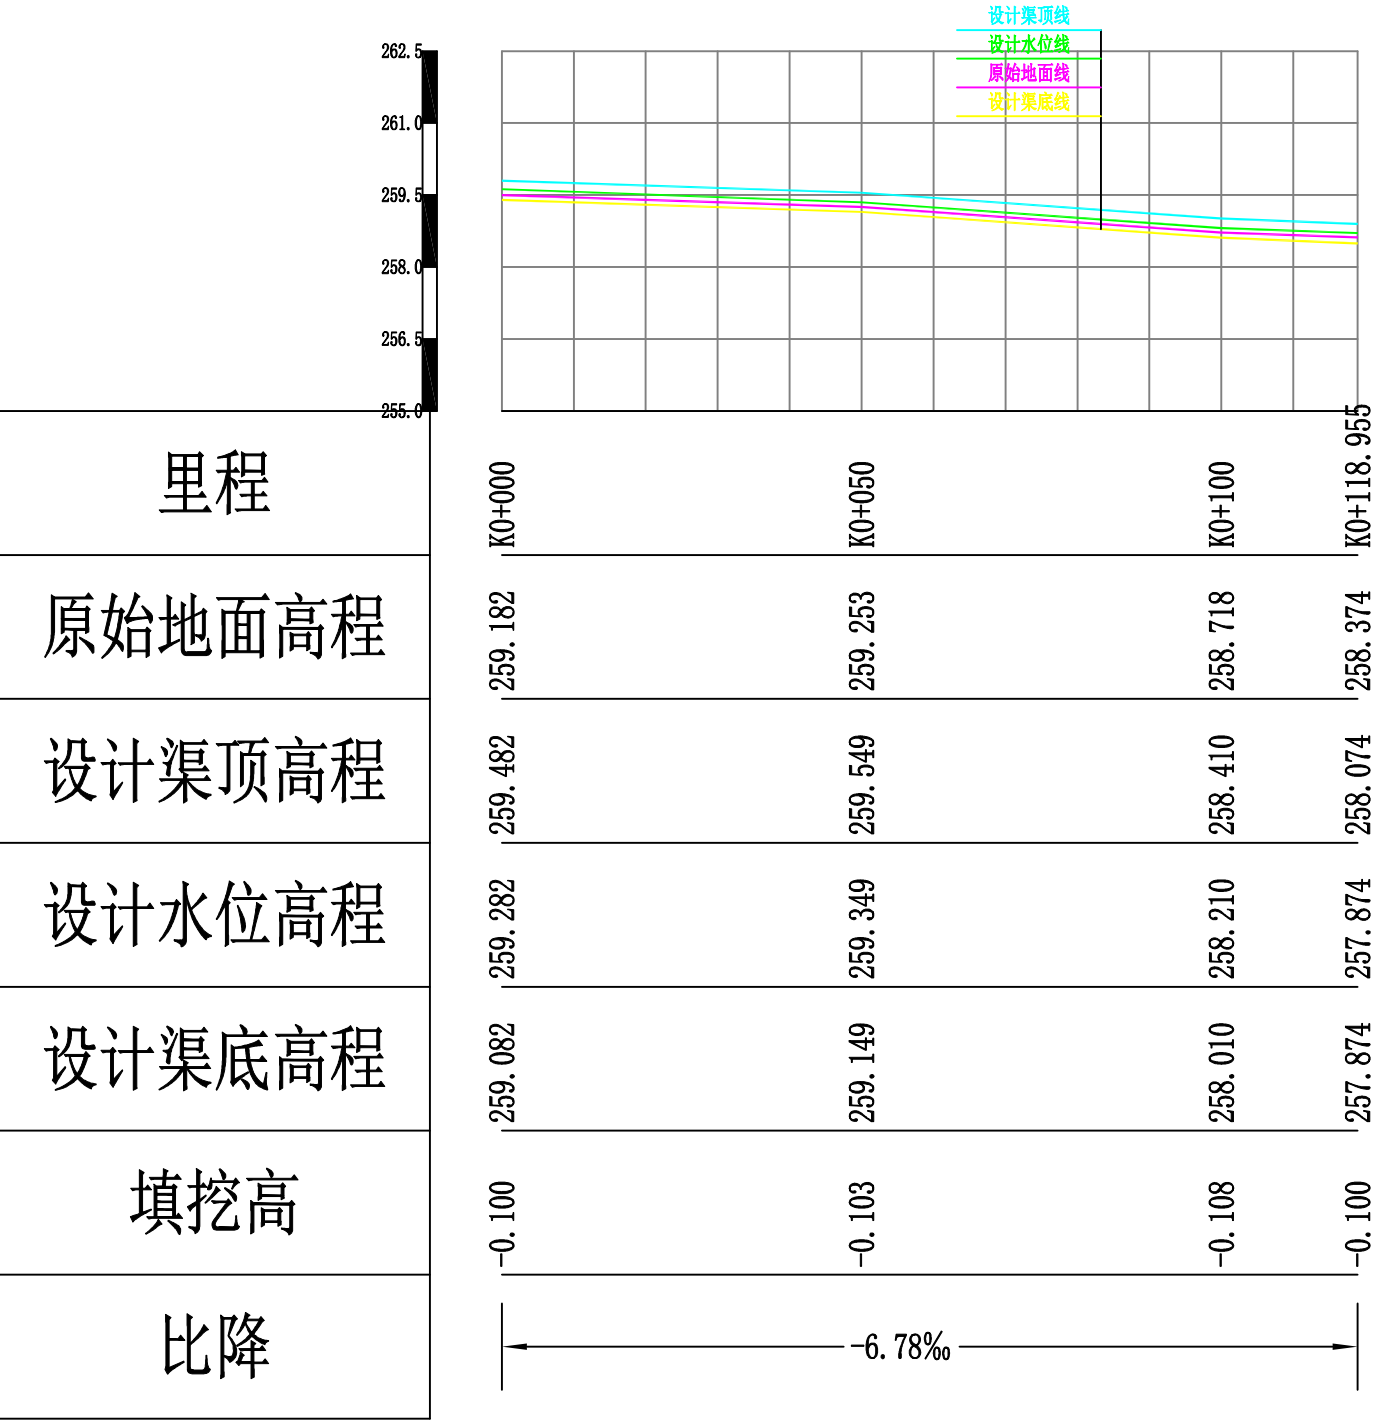 设计渠顶线
设计水位线
原始地面线
设计渠底线
262.5
261.0
259.5
258.0
256.5
255.0
里程 K0+000 K0+050 K0+100 K0+118.955
原始地面高程 259.182 259.253 258.718 258.374
设计渠顶高程 259.482 259.549 258.410 258.074
设计水位高程 259.282 259.349 258.210 257.874
设计渠底高程 259.082 259.149 258.010 257.874
填挖高 -0.100 -0.103 -0.108 -0.100
比降 -6.78‰